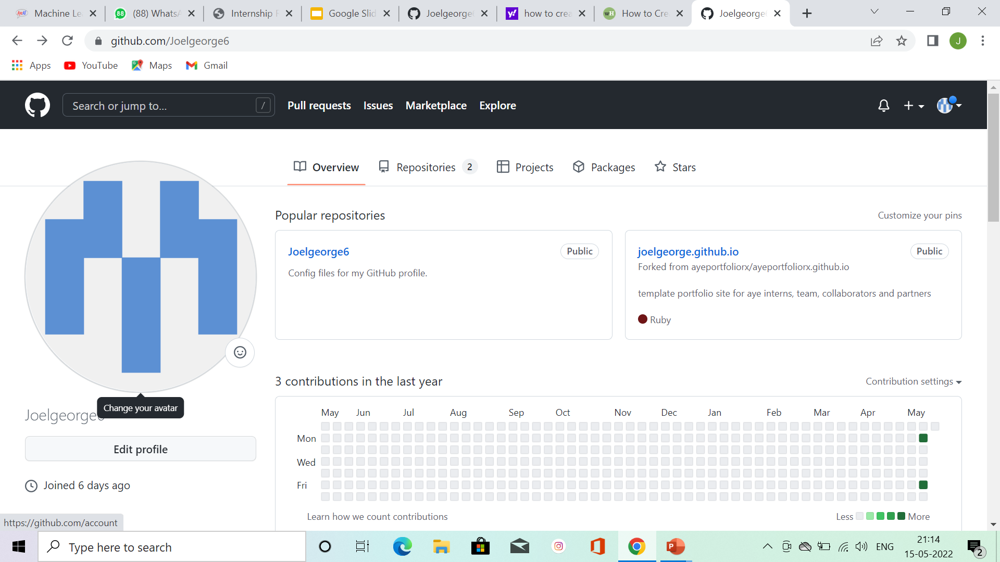 Machine Le
(88) WhatsA
Internship P
Google Slid
Joelgeorge6
how to crea
How to Cre
Joelgeorge6
github.com/Joelgeorge6
J
Apps
YouTube
Maps
Gmail
Search or jump to...
/
Pull requests
Issues
Marketplace
Explore
Overview
Repositories 2
Projects
Packages
Stars
Popular repositories
Customize your pins
Joelgeorge6
Public
Config files for my GitHub profile.
joelgeorge.github.io
Public
Forked from ayeportfoliorx/ayeportfoliorx.github.io
template portfolio site for aye interns, team, collaborators and partners
Ruby
Change your avatar
Joelgeorge6
Edit profile
Joined 6 days ago
3 contributions in the last year
Contribution settings
May Jun Jul Aug Sep Oct Nov Dec Jan Feb Mar Apr May
Mon
Wed
Fri
Learn how we count contributions
Less
More
https://github.com/account
Type here to search
ENG
21:14
15-05-2022
2